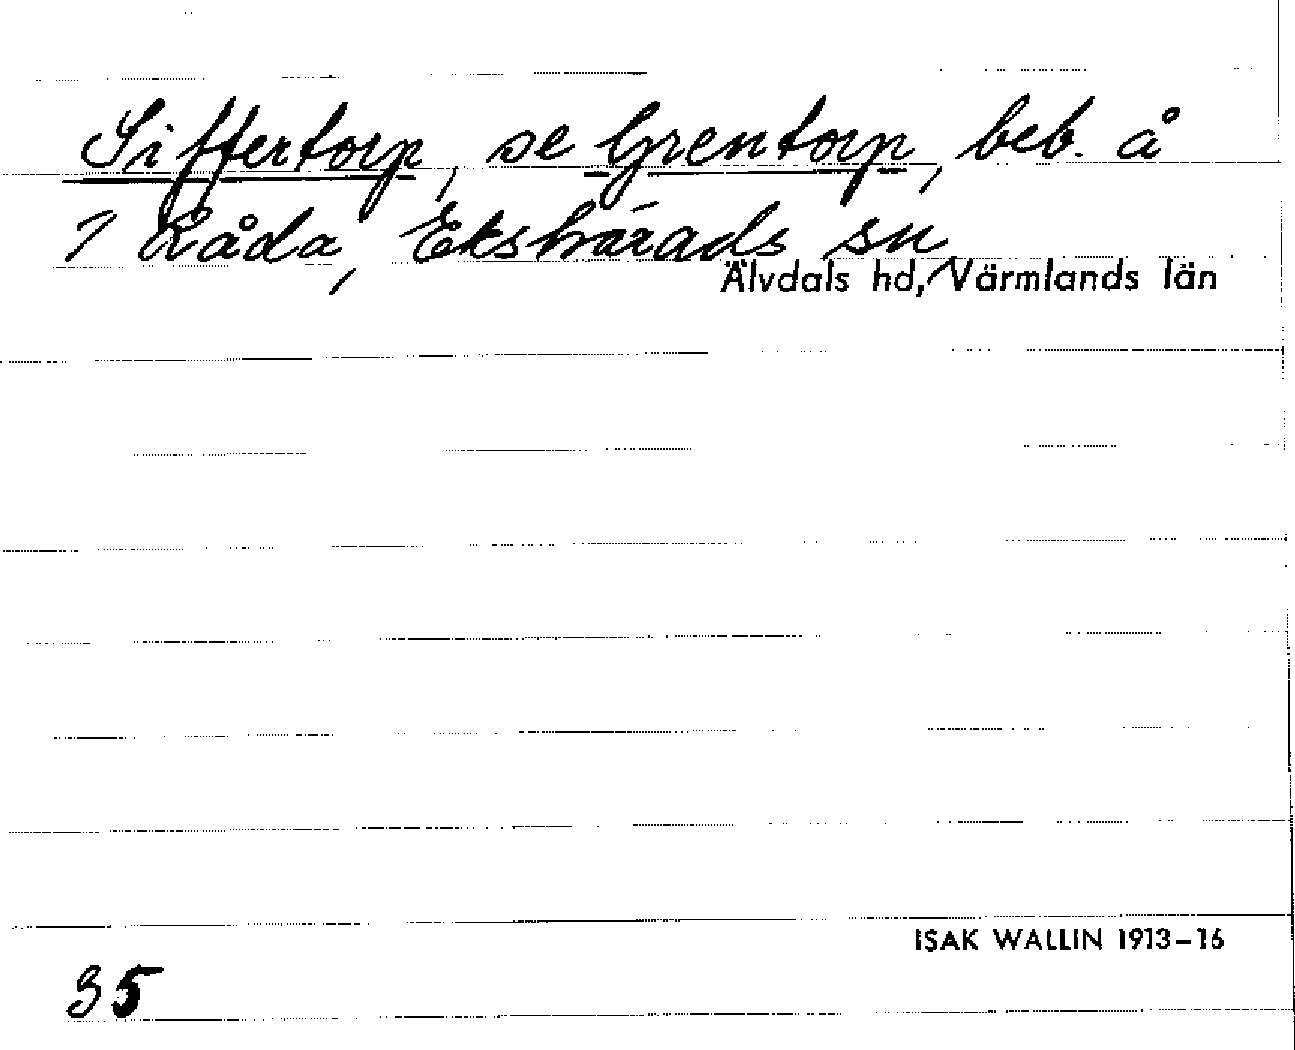 Siffertorp, se Grentorp, beb. å
1 Råda, Ekshärads sn,
Älvdals hd, Värmlands län
ISAK WALLIN 1913-16
35